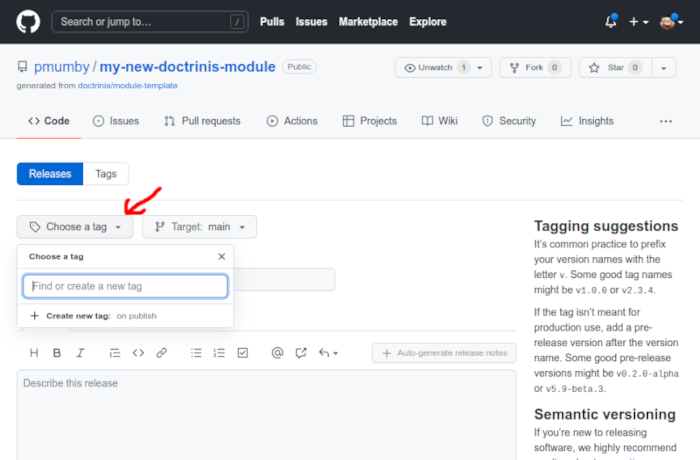 Search or jump to... /
Pulls Issues Marketplace Explore
pmumby / my-new-doctrinis-module Public
Unwatch 1 Fork 0 Star 0
generated from doctrinis/module-template
Code Issues Pull requests Actions Projects Wiki Security Insights ...
Releases Tags
Choose a tag Target: main
Choose a tag
Find or create a new tag
Create new tag: on publish
H B I
Auto-generate release notes
Describe this release
Tagging suggestions
It's common practice to prefix
your version names with the
letter v. Some good tag names
might be v1.0.0 or v2.3.4.
If the tag isn't meant for
production use, add a pre-
release version after the version
name. Some good pre-release
versions might be v0.2.0-alpha
or v5.9-beta.3.
Semantic versioning
If you're new to releasing
software, we highly recommend